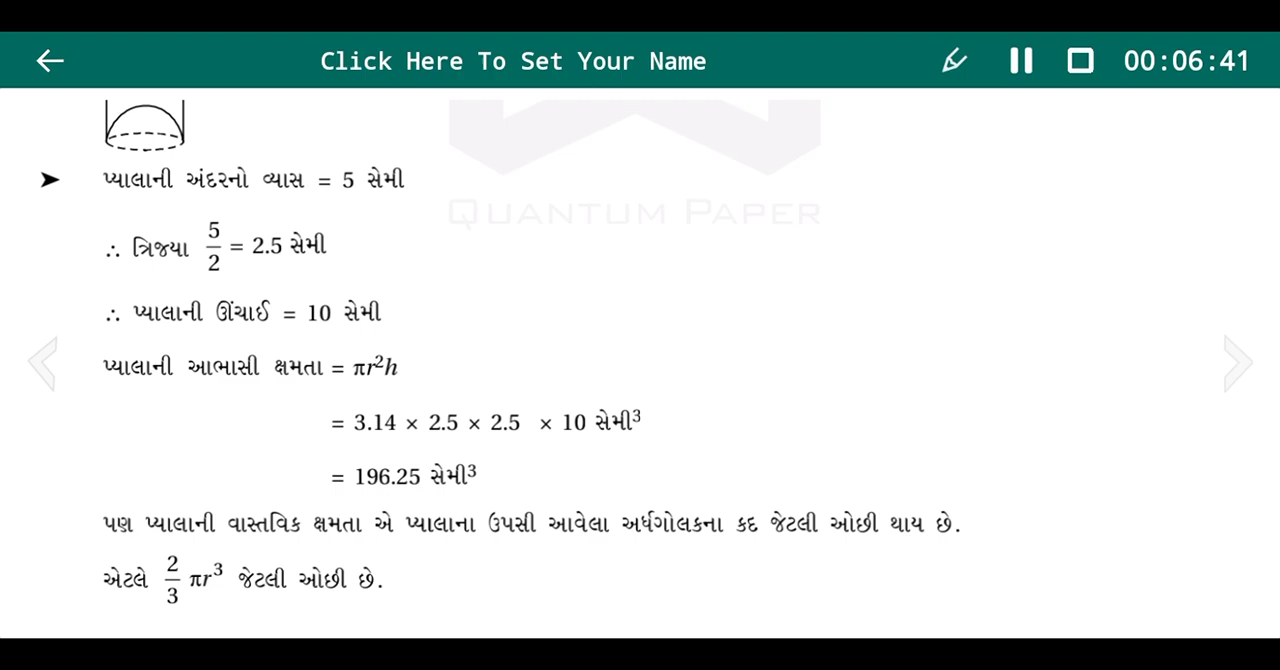 Click Here To Set Your Name 00:06:41
QUANTUM PAPER
➤ પ્યાલાની અંદરનો વ્યાસ = 5 સેમી
∴ ત્રિજ્યા 5/2 = 2.5 સેમી
∴ પ્યાલાની ઊંચાઈ = 10 સેમી
પ્યાલાની આભાસી ક્ષમતા = πr²h
= 3.14 × 2.5 × 2.5 × 10 સેમી³
= 196.25 સેમી³
પણ પ્યાલાની વાસ્તવિક ક્ષમતા એ પ્યાલાના ઉપસી આવેલા અર્ધગોલકના કદ જેટલી ઓછી થાય છે.
એટલે 2/3 πr³ જેટલી ઓછી છે.